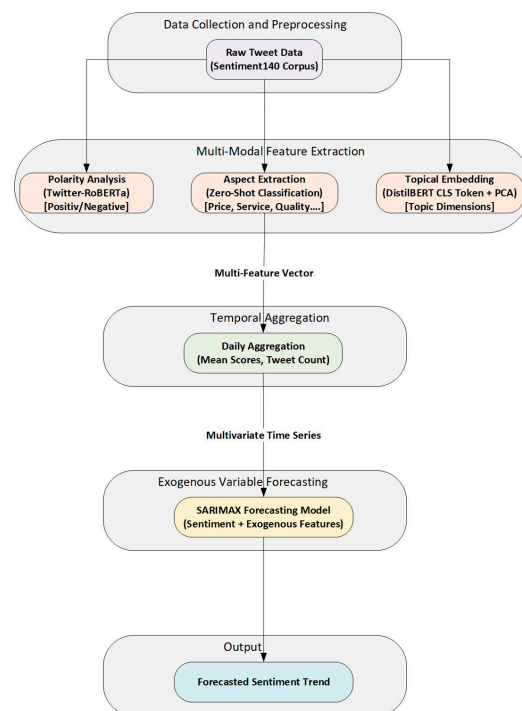 Data Collection and Preprocessing
Raw Tweet Data
(Sentiment140 Corpus)
Multi-Modal Feature Extraction
Polarity Analysis
(Twitter-RoBERTa)
[Positiv/Negative]
Aspect Extraction
(Zero-Shot Classification)
[Price, Service, Quality....]
Topical Embedding
(DistilBERT CLS Token + PCA)
[Topic Dimensions]
Multi-Feature Vector
Temporal Aggregation
Daily Aggregation
(Mean Scores, Tweet Count)
Multivariate Time Series
Exogenous Variable Forecasting
SARIMAX Forecasting Model
(Sentiment + Exogenous Features)
Output
Forecasted Sentiment Trend